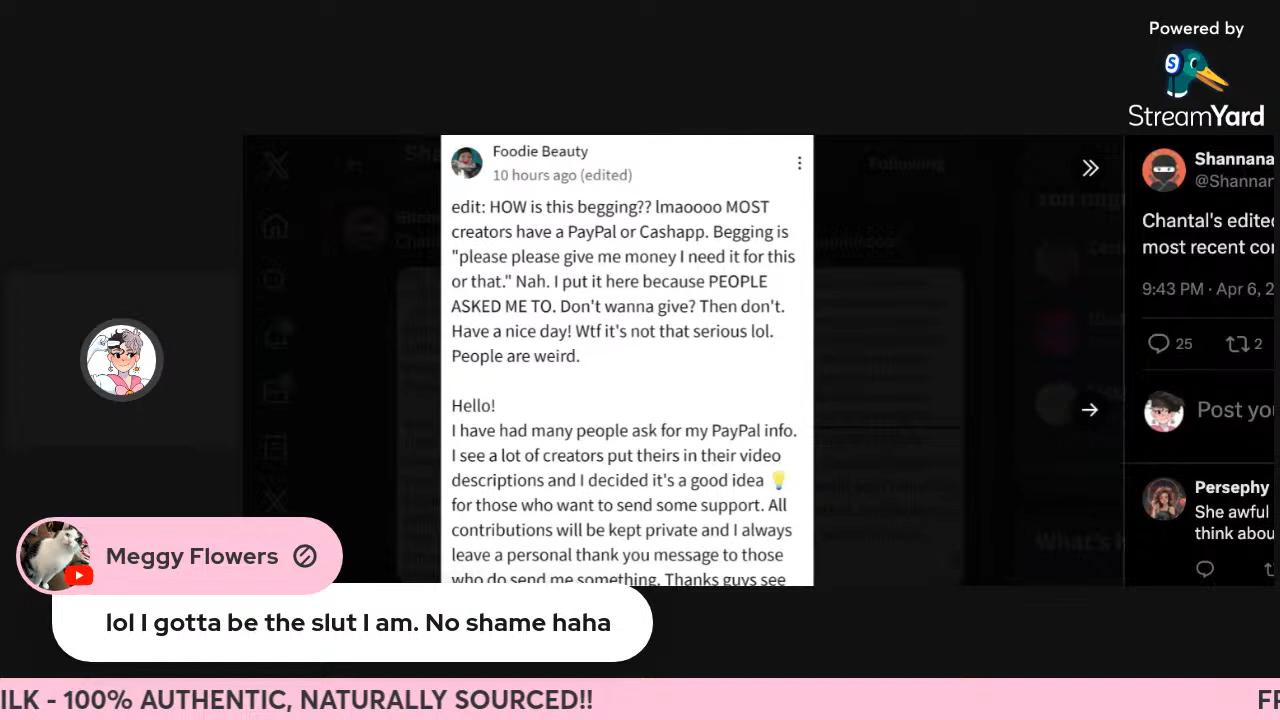 Powered by
StreamYard
Foodie Beauty
10 hours ago (edited)
edit: HOW is this begging?? lmaoooo MOST
creators have a PayPal or Cashapp. Begging is
"please please give me money I need it for this
or that." Nah. I put it here because PEOPLE
ASKED ME TO. Don't wanna give? Then don't.
Have a nice day! Wtf it's not that serious lol.
People are weird.
Hello!
I have had many people ask for my PayPal info.
I see a lot of creators put theirs in their video
descriptions and I decided it's a good idea 💡
for those who want to send some support. All
contributions will be kept private and I always
leave a personal thank you message to those
who do send me something. Thanks guys see
Following
Shannana
@Shannar
Chantal's edited
most recent co
9:43 PM · Apr 6, 2
25
2
Post yo
Persephy
She awful
think abou
Meggy Flowers
lol I gotta be the slut I am. No shame haha
ILK - 100% AUTHENTIC, NATURALLY SOURCED!!
FR